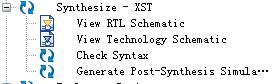 Synthesize - XST
View RTL Schematic
View Technology Schematic
Check Syntax
Generate Post-Synthesis Simula···